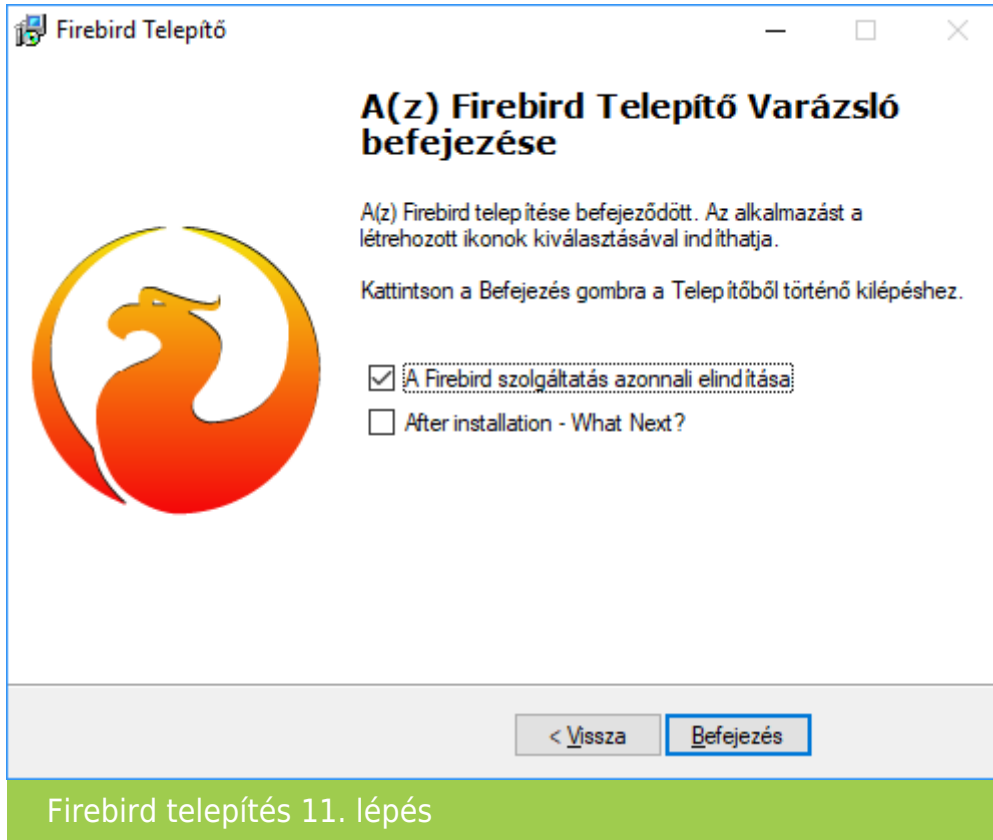 Firebird Telepítő
A(z) Firebird Telepítő Varázsló
befejezése
A(z) Firebird telepítése befejeződött. Az alkalmazást a
létrehozott ikonok kiválasztásával indíthatja.
Kattintson a Befejezés gombra a Telepítőből történő kilépéshez.
A Firebird szolgáltatás azonnali elindítása
After installation - What Next?
< Vissza
Befejezés
Firebird telepítés 11. lépés